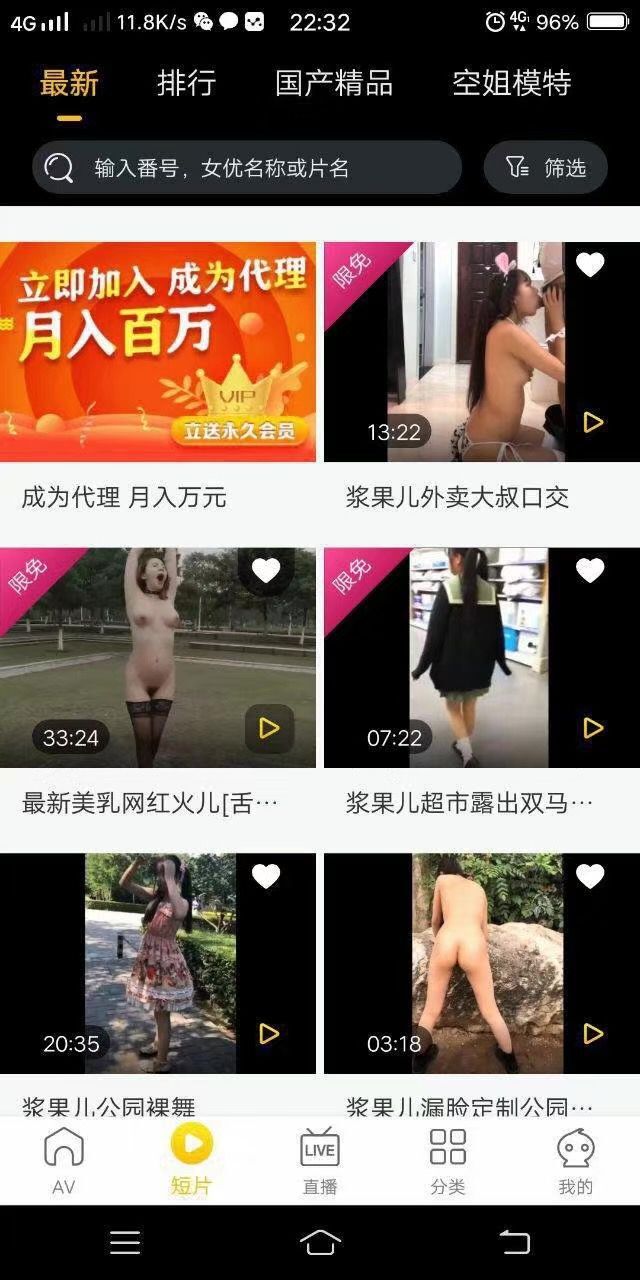 4G 11.8K/s 22:32 4G 96%
最新 排行 国产精品 空姐模特
输入番号，女优名称或片名 筛选
立即加入 成为代理
月入百万
VIP
立送永久会员
限免
13:22
成为代理 月入万元
浆果儿外卖大叔口交
限免
限免
33:24
07:22
最新美乳网红火儿[舌…
浆果儿超市露出双马…
20:35
03:18
浆果儿公园裸舞
浆果儿漏脸定制公园…
LIVE
AV 短片 直播 分类 我的